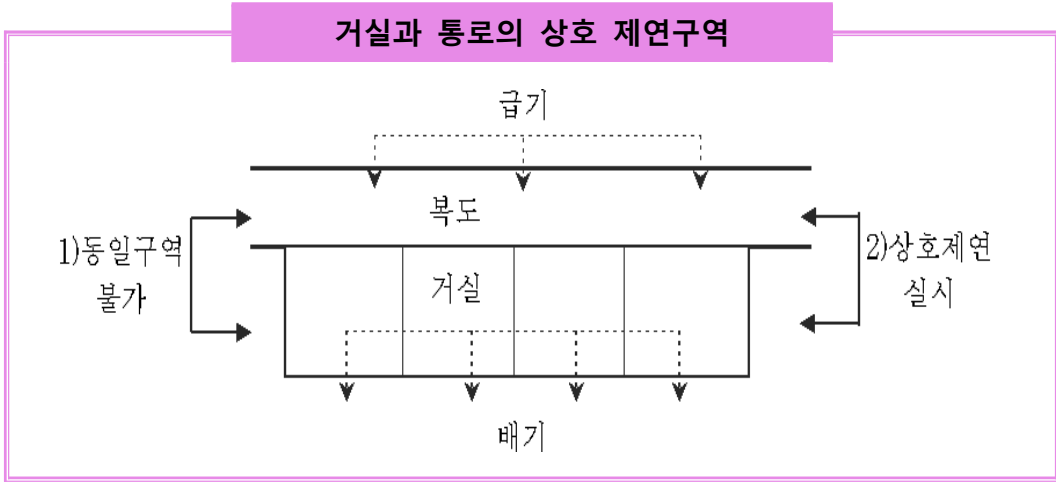 거실과 통로의 상호 제연구역
급기
복도
1)동일구역
불가
거실
2)상호제연
실시
배기